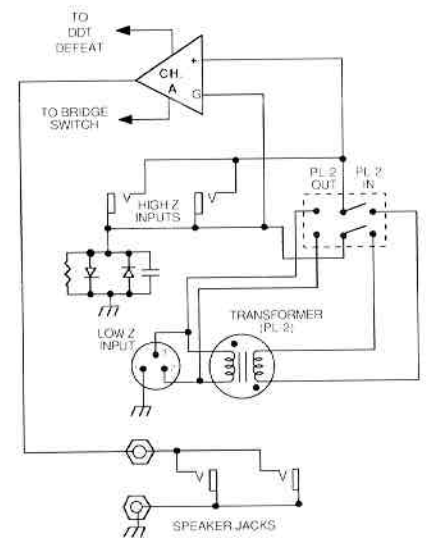 TO
DDT
DEFEAT
CH.
A
+
G
TO BRIDGE
SWITCH
PL 2
OUT
PL 2
IN
V
V
HIGH Z
INPUTS
TRANSFORMER
(PL-2)
LOW Z
INPUT
V
V
SPEAKER JACKS